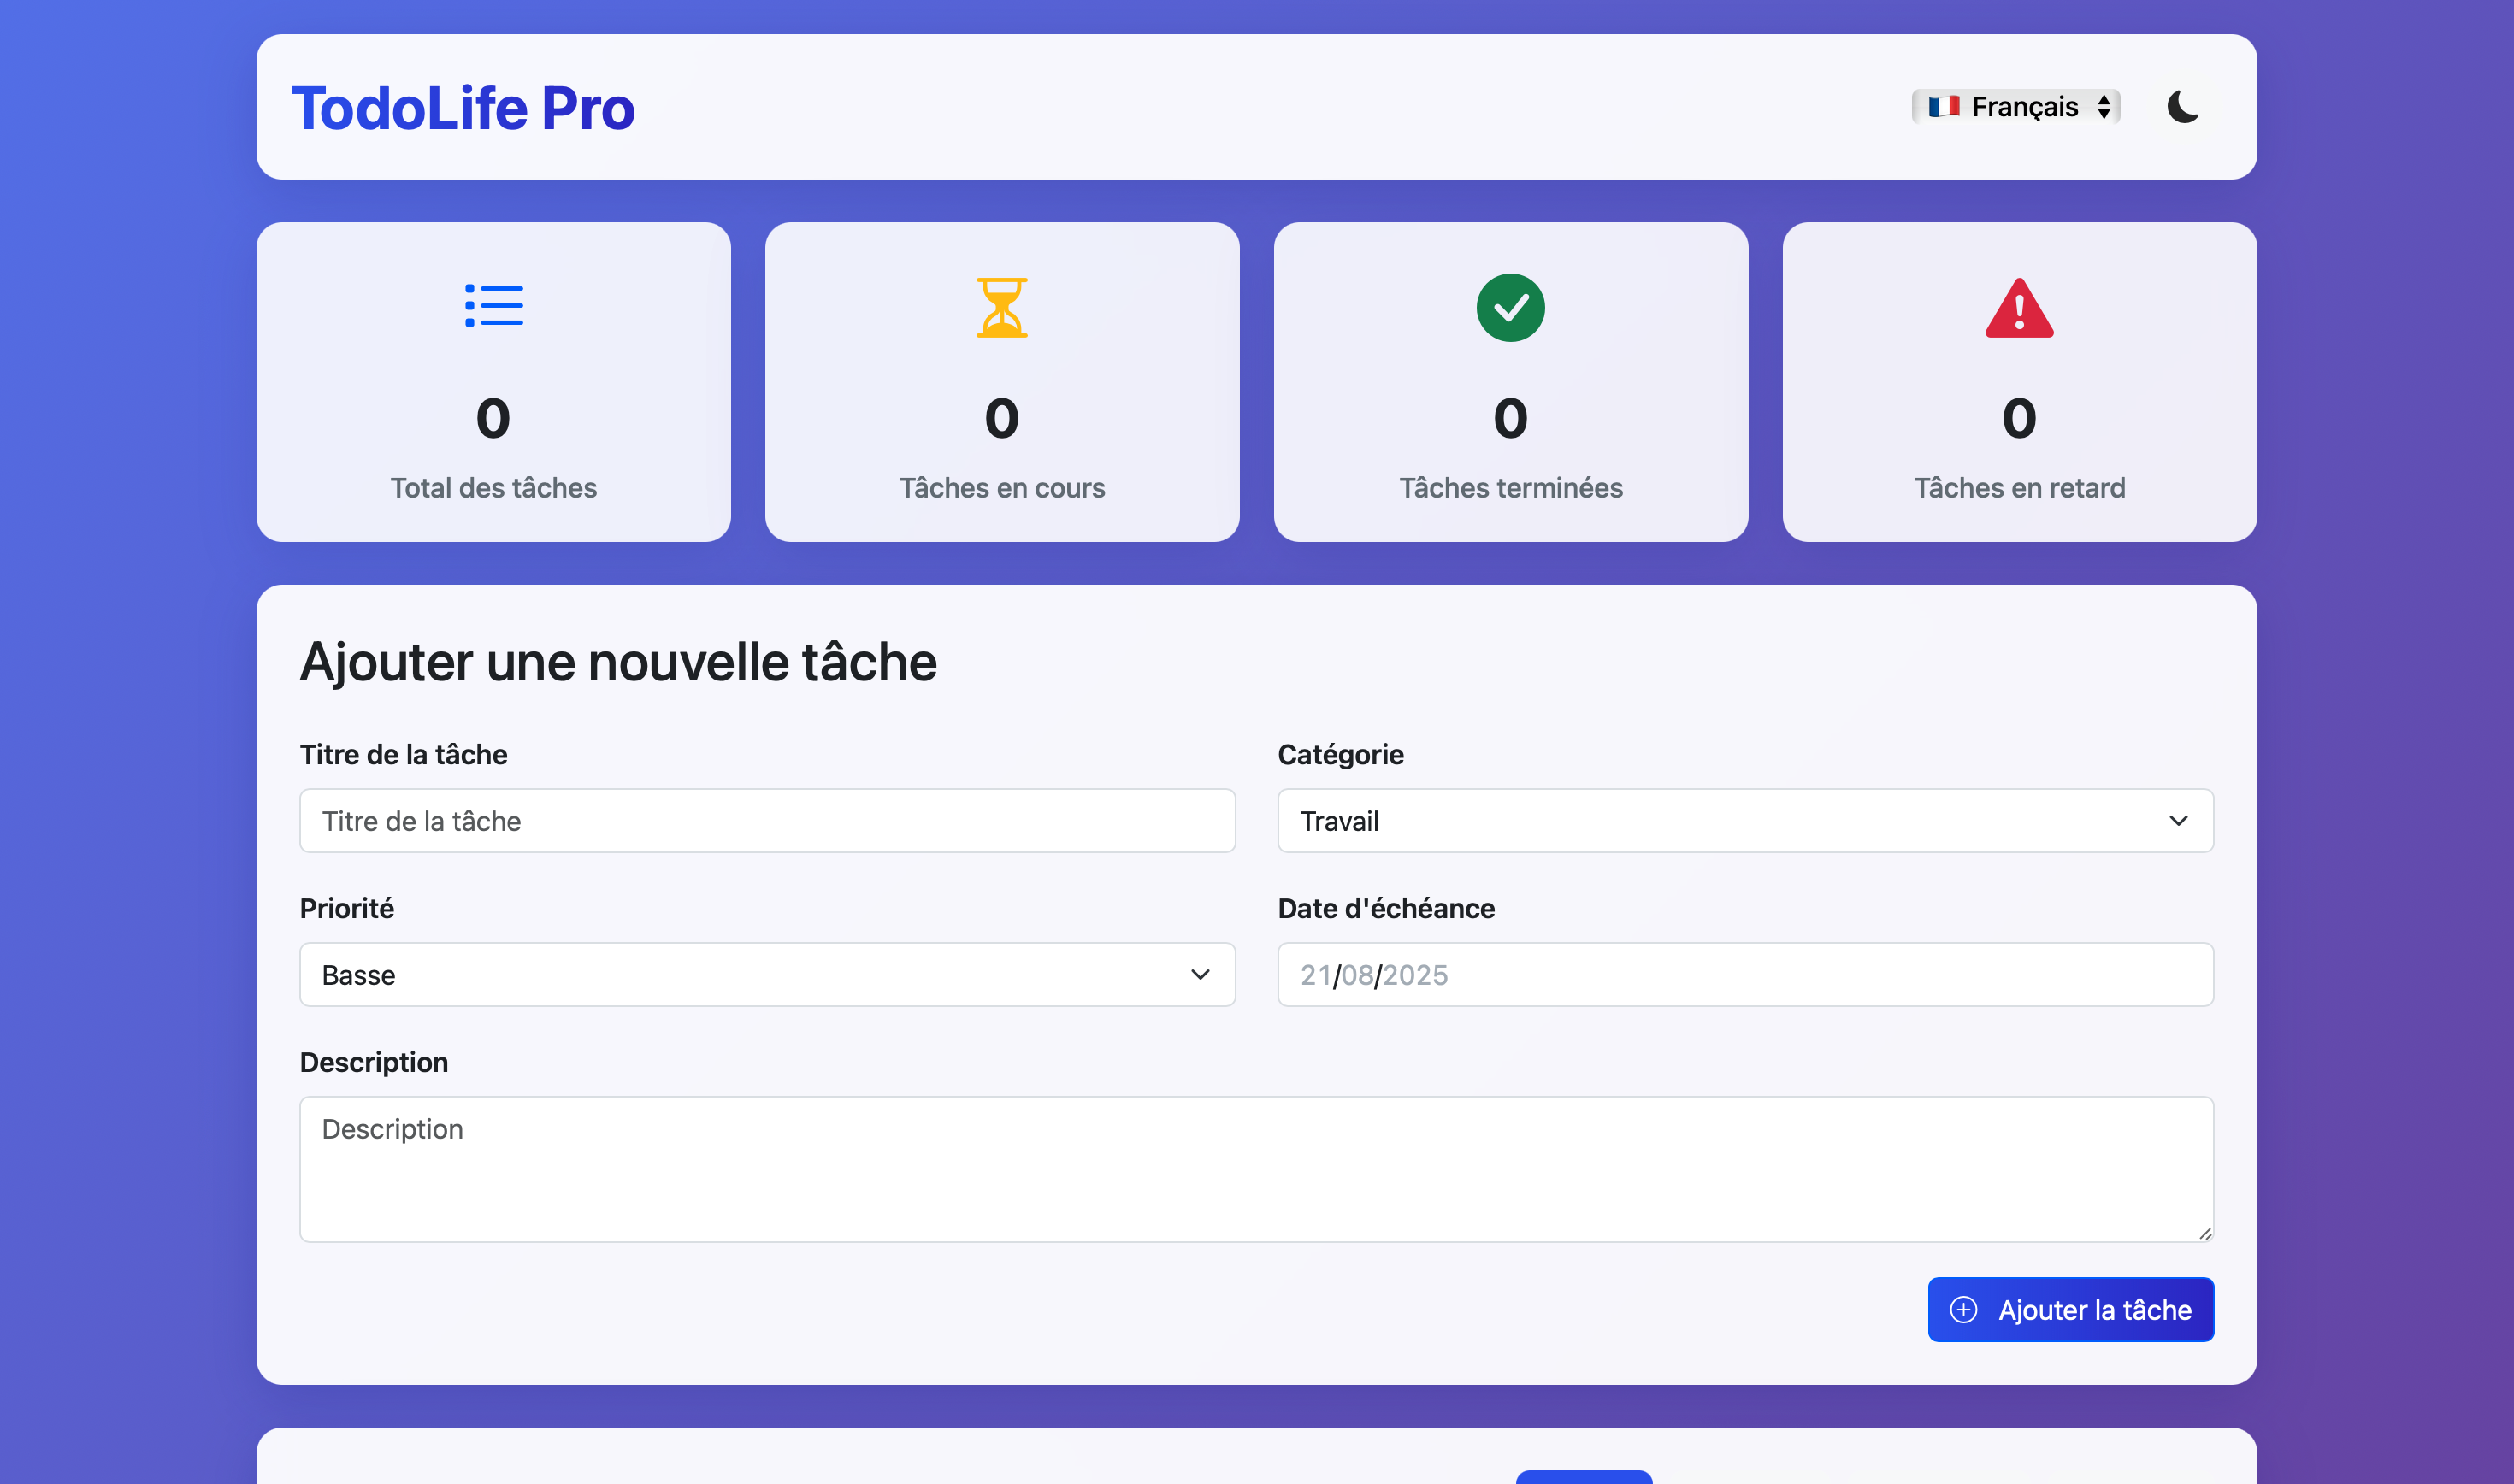 TodoLife Pro
🇫🇷 Français
0
Total des tâches
0
Tâches en cours
0
Tâches terminées
0
Tâches en retard
Ajouter une nouvelle tâche
Titre de la tâche
Titre de la tâche
Catégorie
Travail
Priorité
Basse
Date d'échéance
21/08/2025
Description
Description
Ajouter la tâche